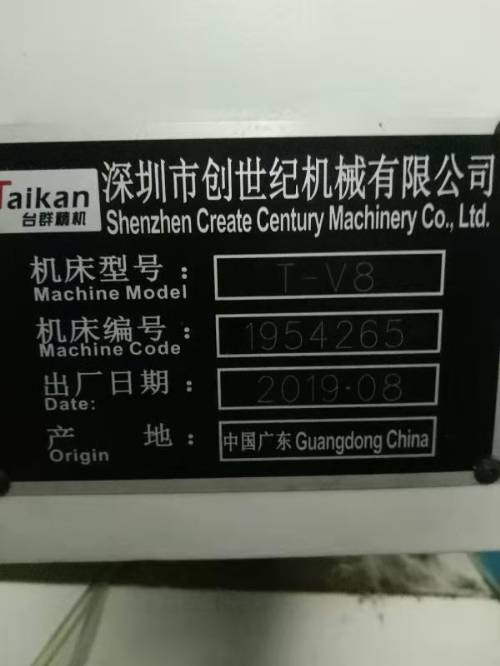 Taikan
台群精机
深圳市创世纪机械有限公司
Shenzhen Create Century Machinery Co., Ltd.
机床型号：
T-V8
Machine Model
机床编号：
1954265
Machine Code
出厂日期：
2019·08
Date:
产 地：
中国广东 Guangdong China
Origin